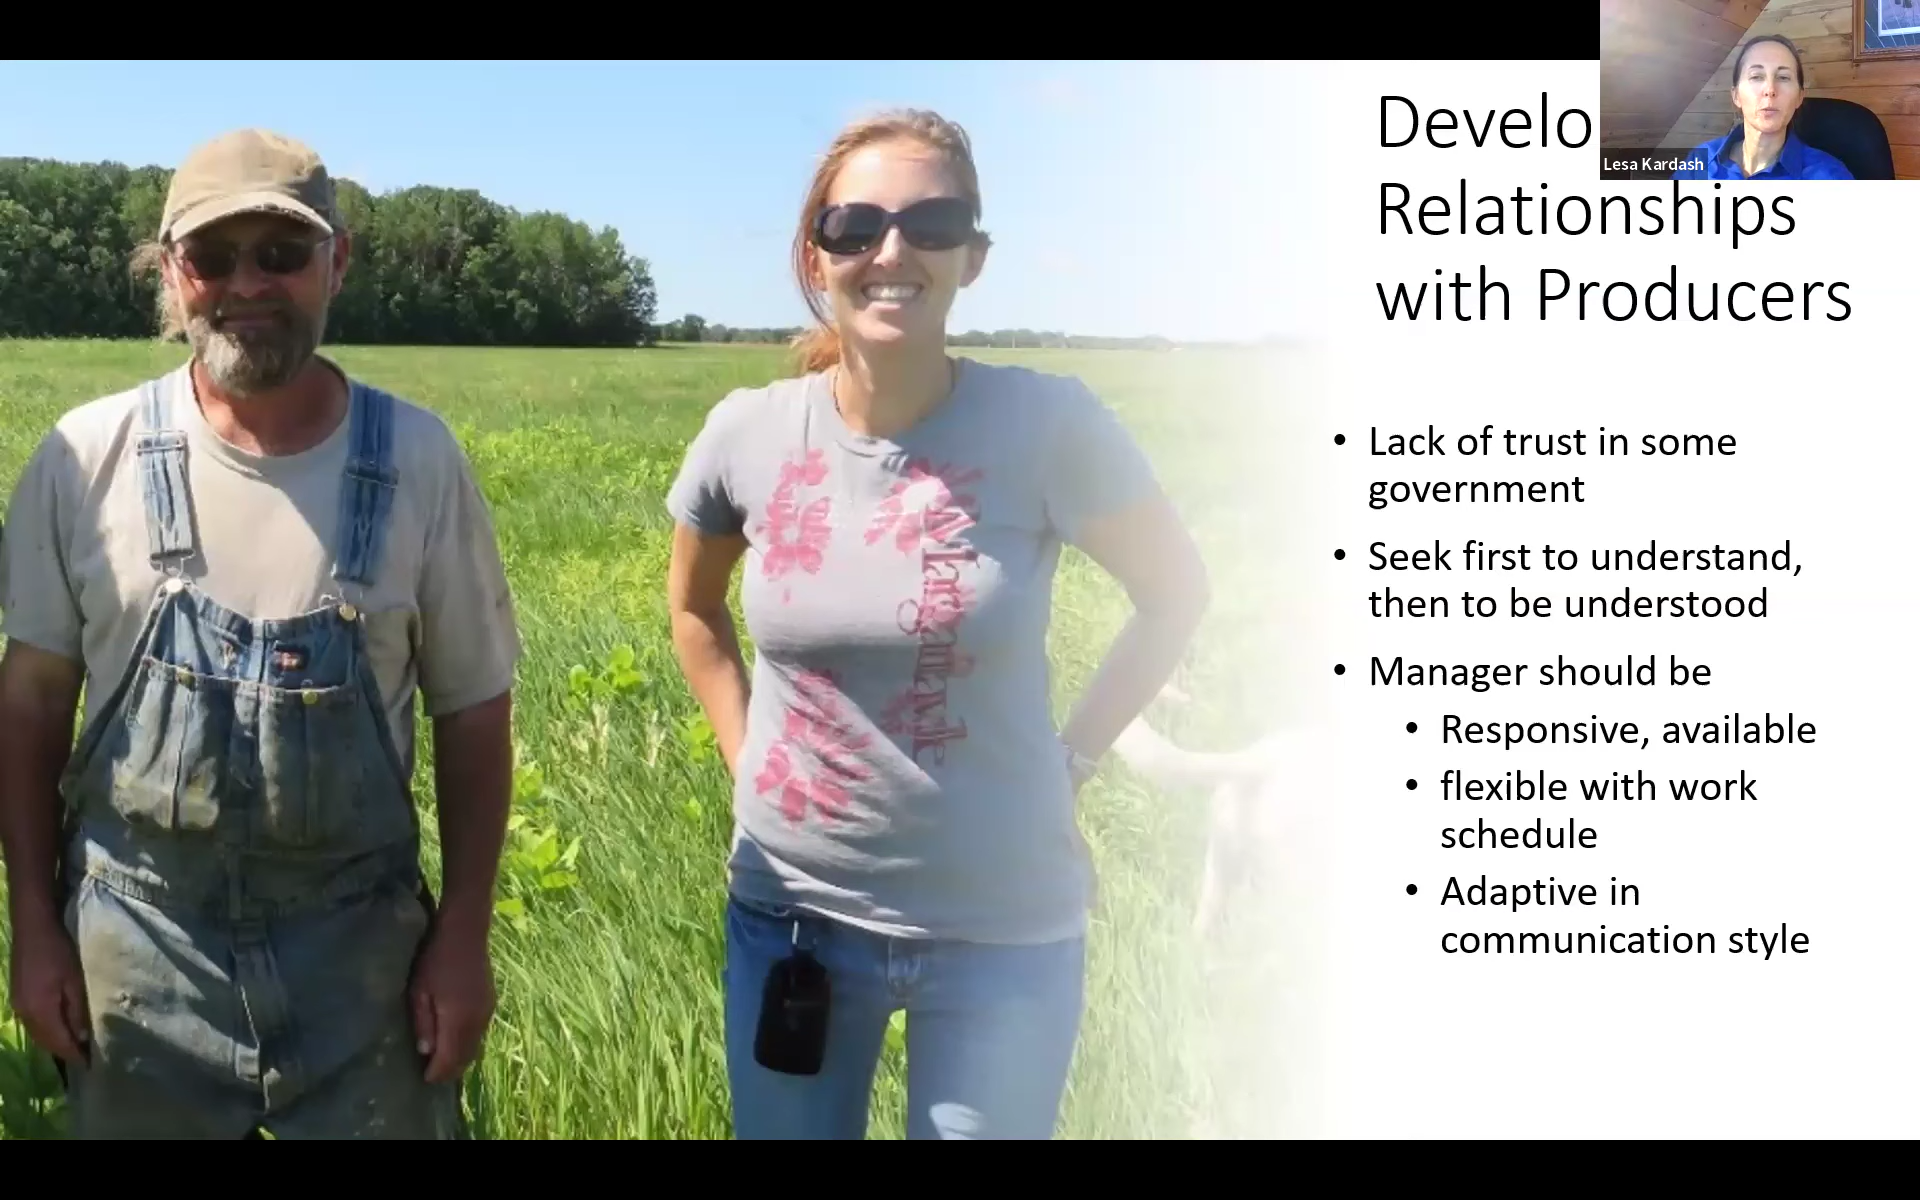 Develo
Relationships
with Producers
Lesa Kardash
• Lack of trust in some
government
• Seek first to understand,
then to be understood
• Manager should be
• Responsive, available
• flexible with work
schedule
• Adaptive in
communication style
Margaritaville